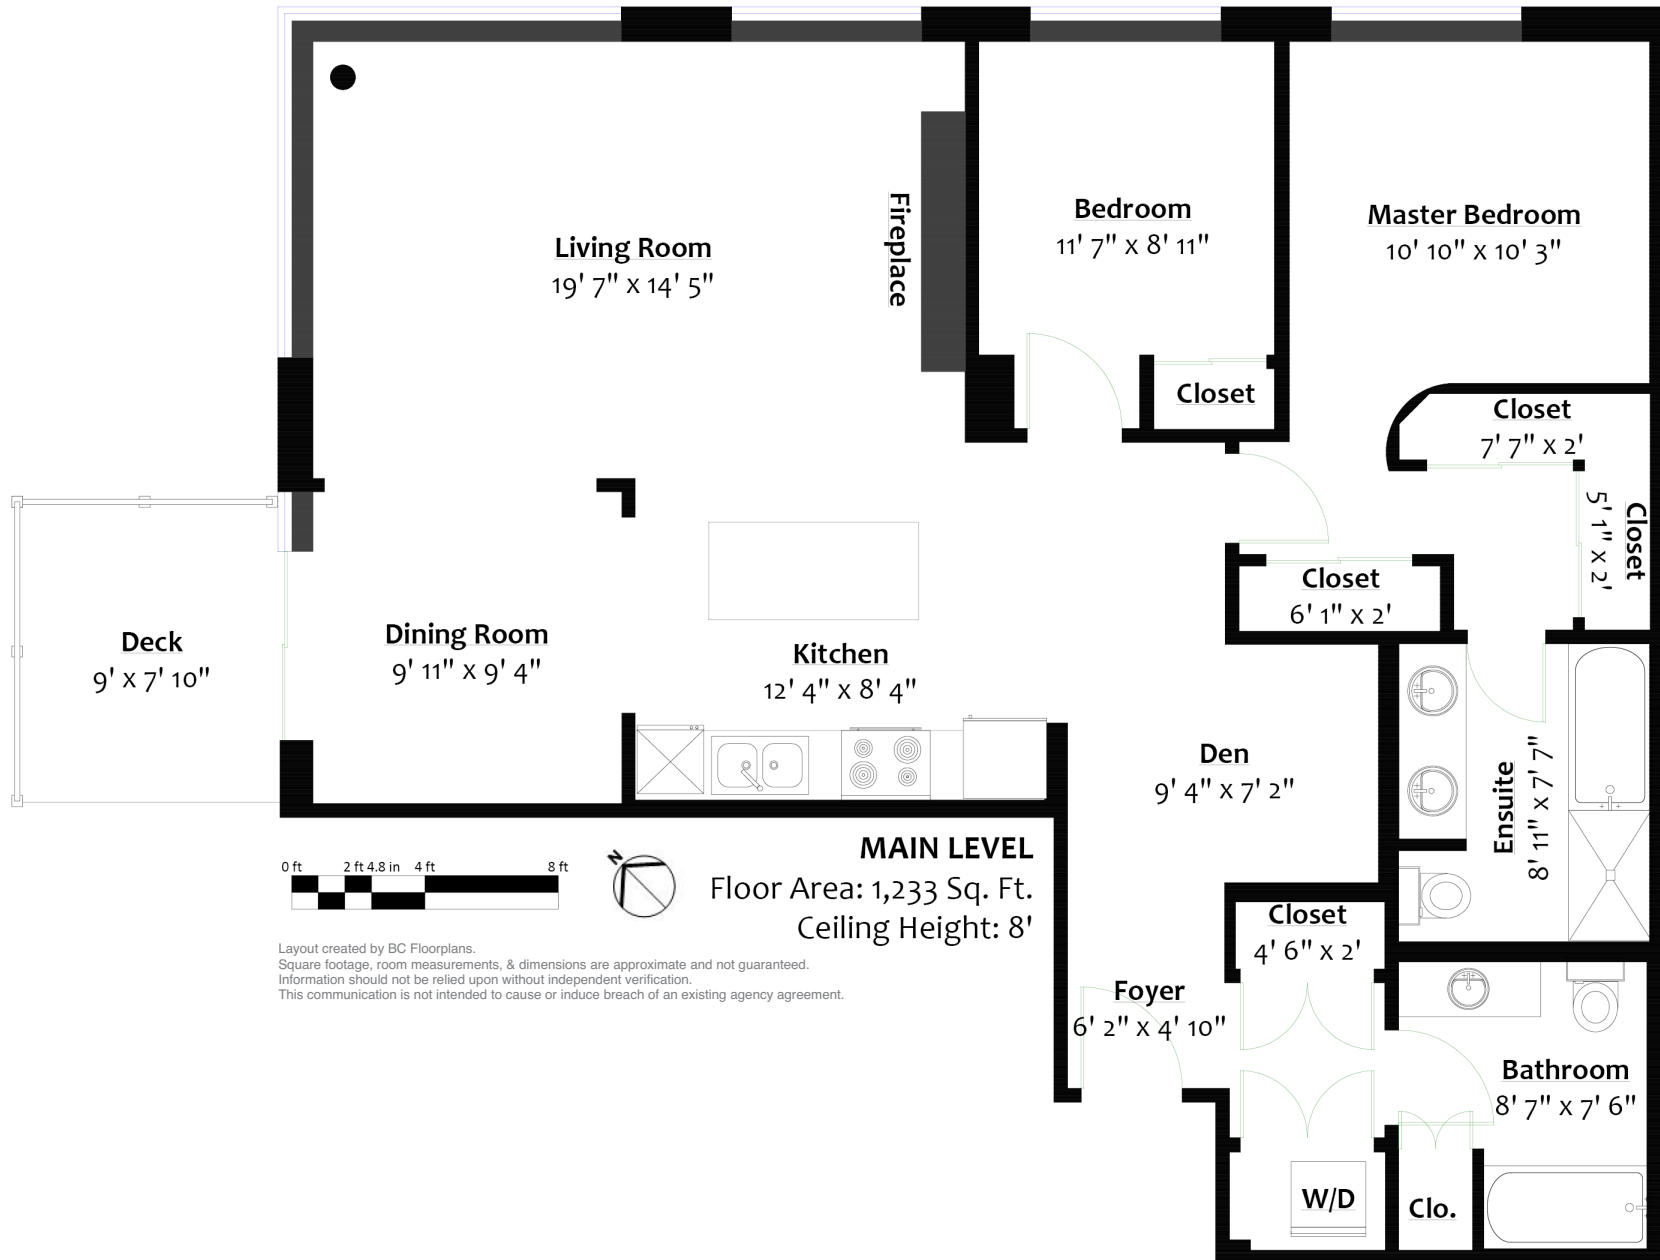 Living Room
19' 7" x 14' 5"
Fireplace
Bedroom
11' 7" x 8' 11"
Master Bedroom
10' 10" x 10' 3"
Closet
Closet
7' 7" x 2'
Closet
5' 1" x 2'
Closet
6' 1" x 2'
Deck
9' x 7' 10"
Dining Room
9' 11" x 9' 4"
Kitchen
12' 4" x 8' 4"
Den
9' 4" x 7' 2"
Ensuite
8' 11" x 7' 7"
0 ft 2 ft 4.8 in 4 ft 8 ft
N
MAIN LEVEL
Floor Area: 1,233 Sq. Ft.
Ceiling Height: 8'
Layout created by BC Floorplans.
Square footage, room measurements, & dimensions are approximate and not guaranteed.
Information should not be relied upon without independent verification.
This communication is not intended to cause or induce breach of an existing agency agreement.
Closet
4' 6" x 2'
Foyer
6' 2" x 4' 10"
Bathroom
8' 7" x 7' 6"
W/D
Clo.